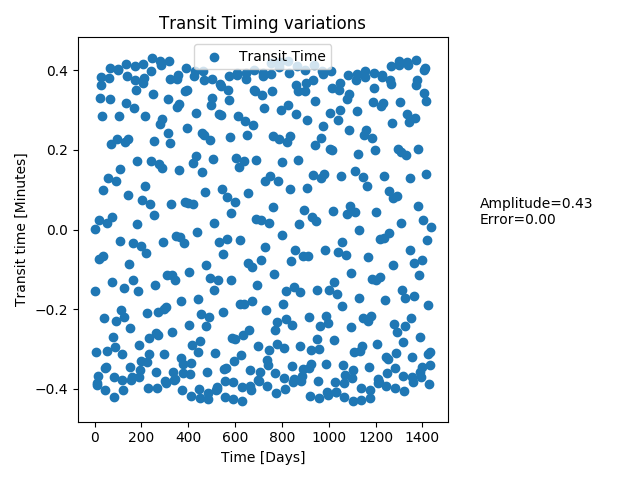 Transit Timing variations
Transit Time
Transit time [Minutes]
0.4
0.2
0.0
−0.2
−0.4
0 200 400 600 800 1000 1200 1400
Time [Days]
Amplitude=0.43
Error=0.00